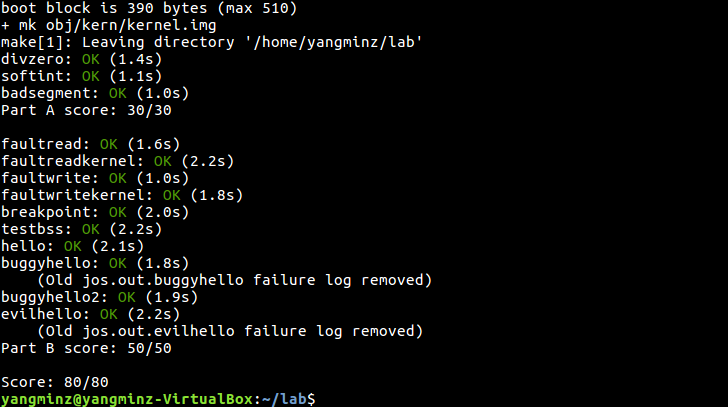 boot block is 390 bytes (max 510)
+ mk obj/kern/kernel.img
make[1]: Leaving directory '/home/yangminz/lab'
divzero: OK (1.4s)
softint: OK (1.1s)
badsegment: OK (1.0s)
Part A score: 30/30

faultread: OK (1.6s)
faultreadkernel: OK (2.2s)
faultwrite: OK (1.0s)
faultwritekernel: OK (1.8s)
breakpoint: OK (2.0s)
testbss: OK (2.2s)
hello: OK (2.1s)
buggyhello: OK (1.8s)
    (Old jos.out.buggyhello failure log removed)
buggyhello2: OK (1.9s)
evilhello: OK (2.2s)
    (Old jos.out.evilhello failure log removed)
Part B score: 50/50

Score: 80/80
yangminz@yangminz-VirtualBox:~/lab$